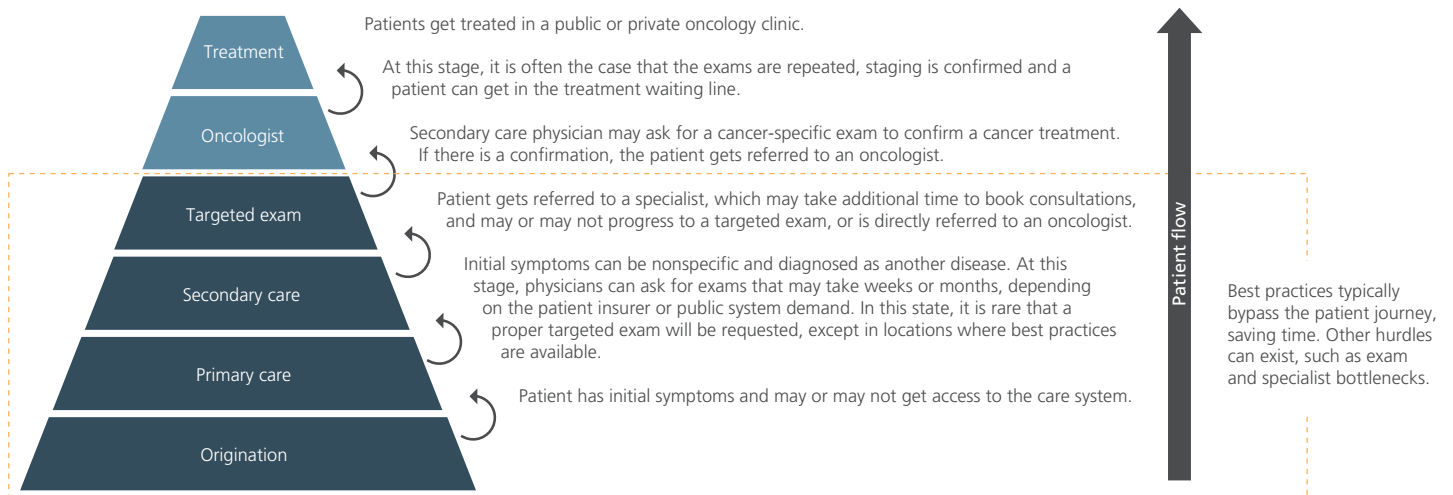 Patients get treated in a public or private oncology clinic.
Treatment
At this stage, it is often the case that the exams are repeated, staging is confirmed and a
patient can get in the treatment waiting line.
Oncologist
Secondary care physician may ask for a cancer-specific exam to confirm a cancer treatment.
If there is a confirmation, the patient gets referred to an oncologist.
Targeted exam
Patient gets referred to a specialist, which may take additional time to book consultations,
and may or may not progress to a targeted exam, or is directly referred to an oncologist.
Secondary care
Initial symptoms can be nonspecific and diagnosed as another disease. At this
stage, physicians can ask for exams that may take weeks or months, depending
on the patient insurer or public system demand. In this state, it is rare that a
proper targeted exam will be requested, except in locations where best practices
are available.
Primary care
Patient has initial symptoms and may or may not get access to the care system.
Origination
Patient flow
Best practices typically
bypass the patient journey,
saving time. Other hurdles
can exist, such as exam
and specialist bottlenecks.